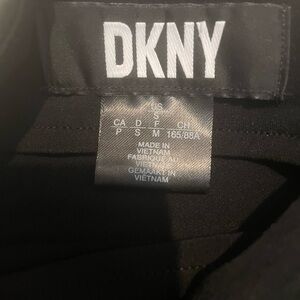 DKNY
US
S
CA D F CH
P S M 165/88A
MADE IN
VIETNAM
FABRIQUÉ AU
VIETNAM
GEMAAKT IN
VIETNAM